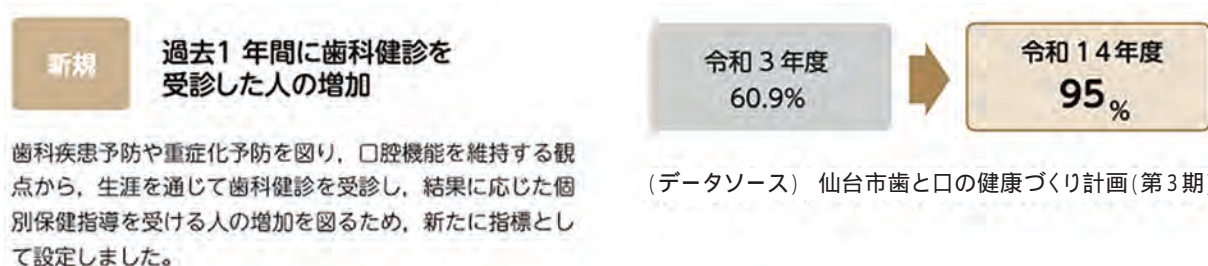 新規
過去1 年間に歯科健診を
受診した人の増加
歯科疾患予防や重症化予防を図り，口腔機能を維持する観
点から，生涯を通じて歯科健診を受診し，結果に応じた個
別保健指導を受ける人の増加を図るため，新たに指標とし
て設定しました。
令和３年度
60.9%
令和１４年度
95%
(データソース) 仙台市歯と口の健康づくり計画(第3期)